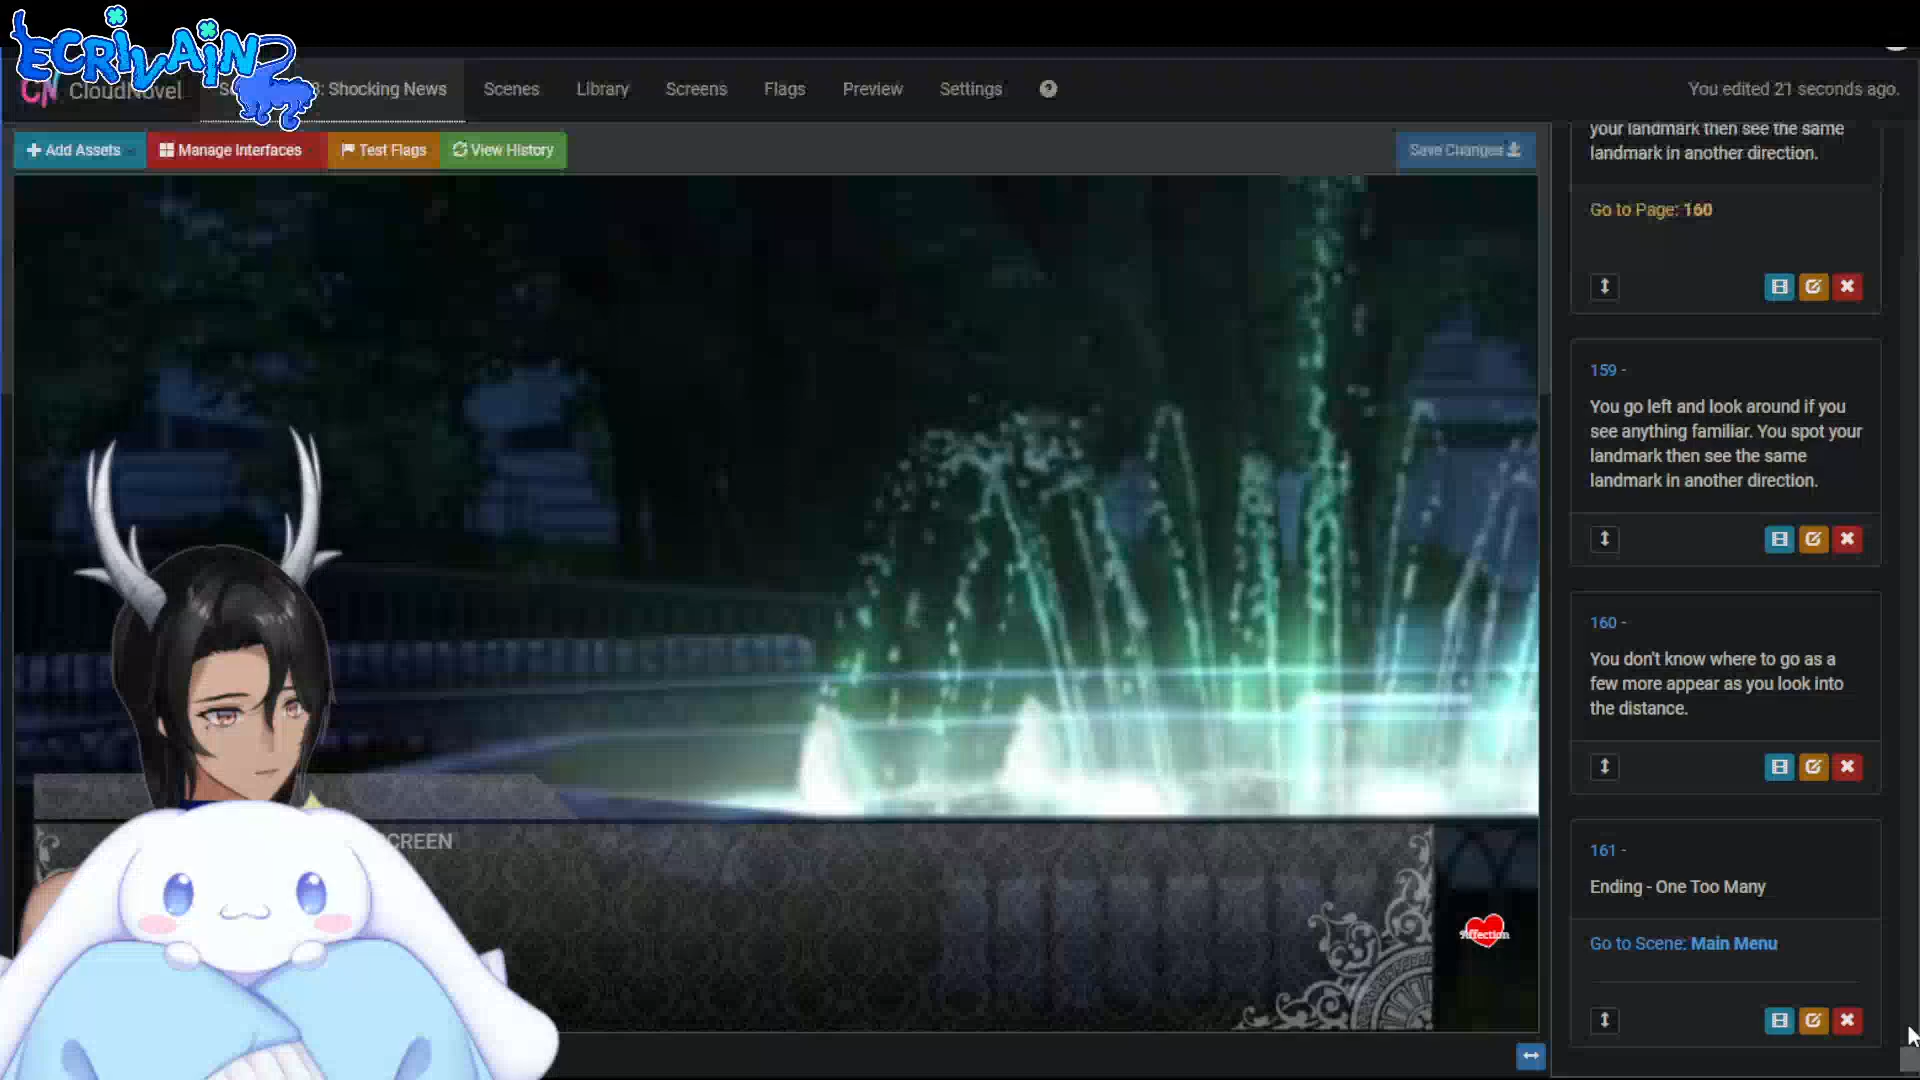 ECRIVAIN
CloudNovel
3: Shocking News
Scenes
Library
Screens
Flags
Preview
Settings
?
You edited 21 seconds ago.
Add Assets
Manage Interfaces
Test Flags
View History
Save Changes
your landmark then see the same
landmark in another direction.
Go to Page: 160
159 -
You go left and look around if you
see anything familiar. You spot your
landmark then see the same
landmark in another direction.
160 -
You don't know where to go as a
few more appear as you look into
the distance.
161 -
Ending - One Too Many
Go to Scene: Main Menu
CREEN
Affection